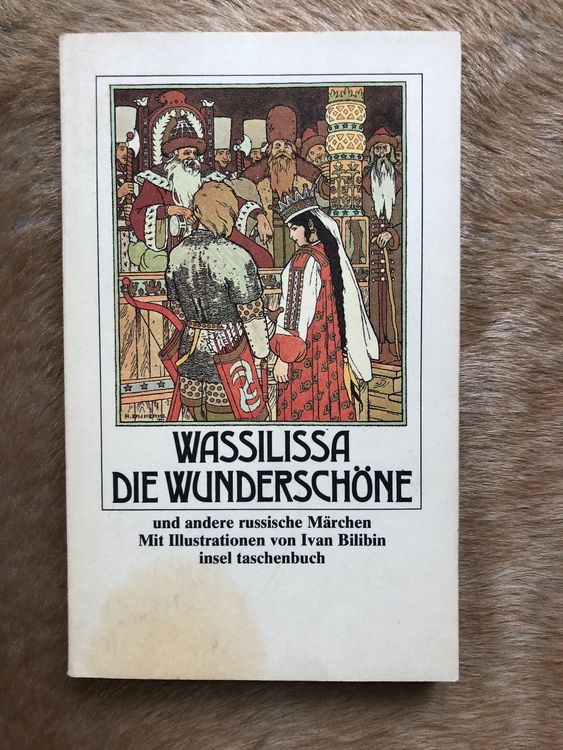 WASSILISSA
DIE WUNDERSCHÖNE
und andere russische Märchen
Mit Illustrationen von Ivan Bilibin
insel taschenbuch